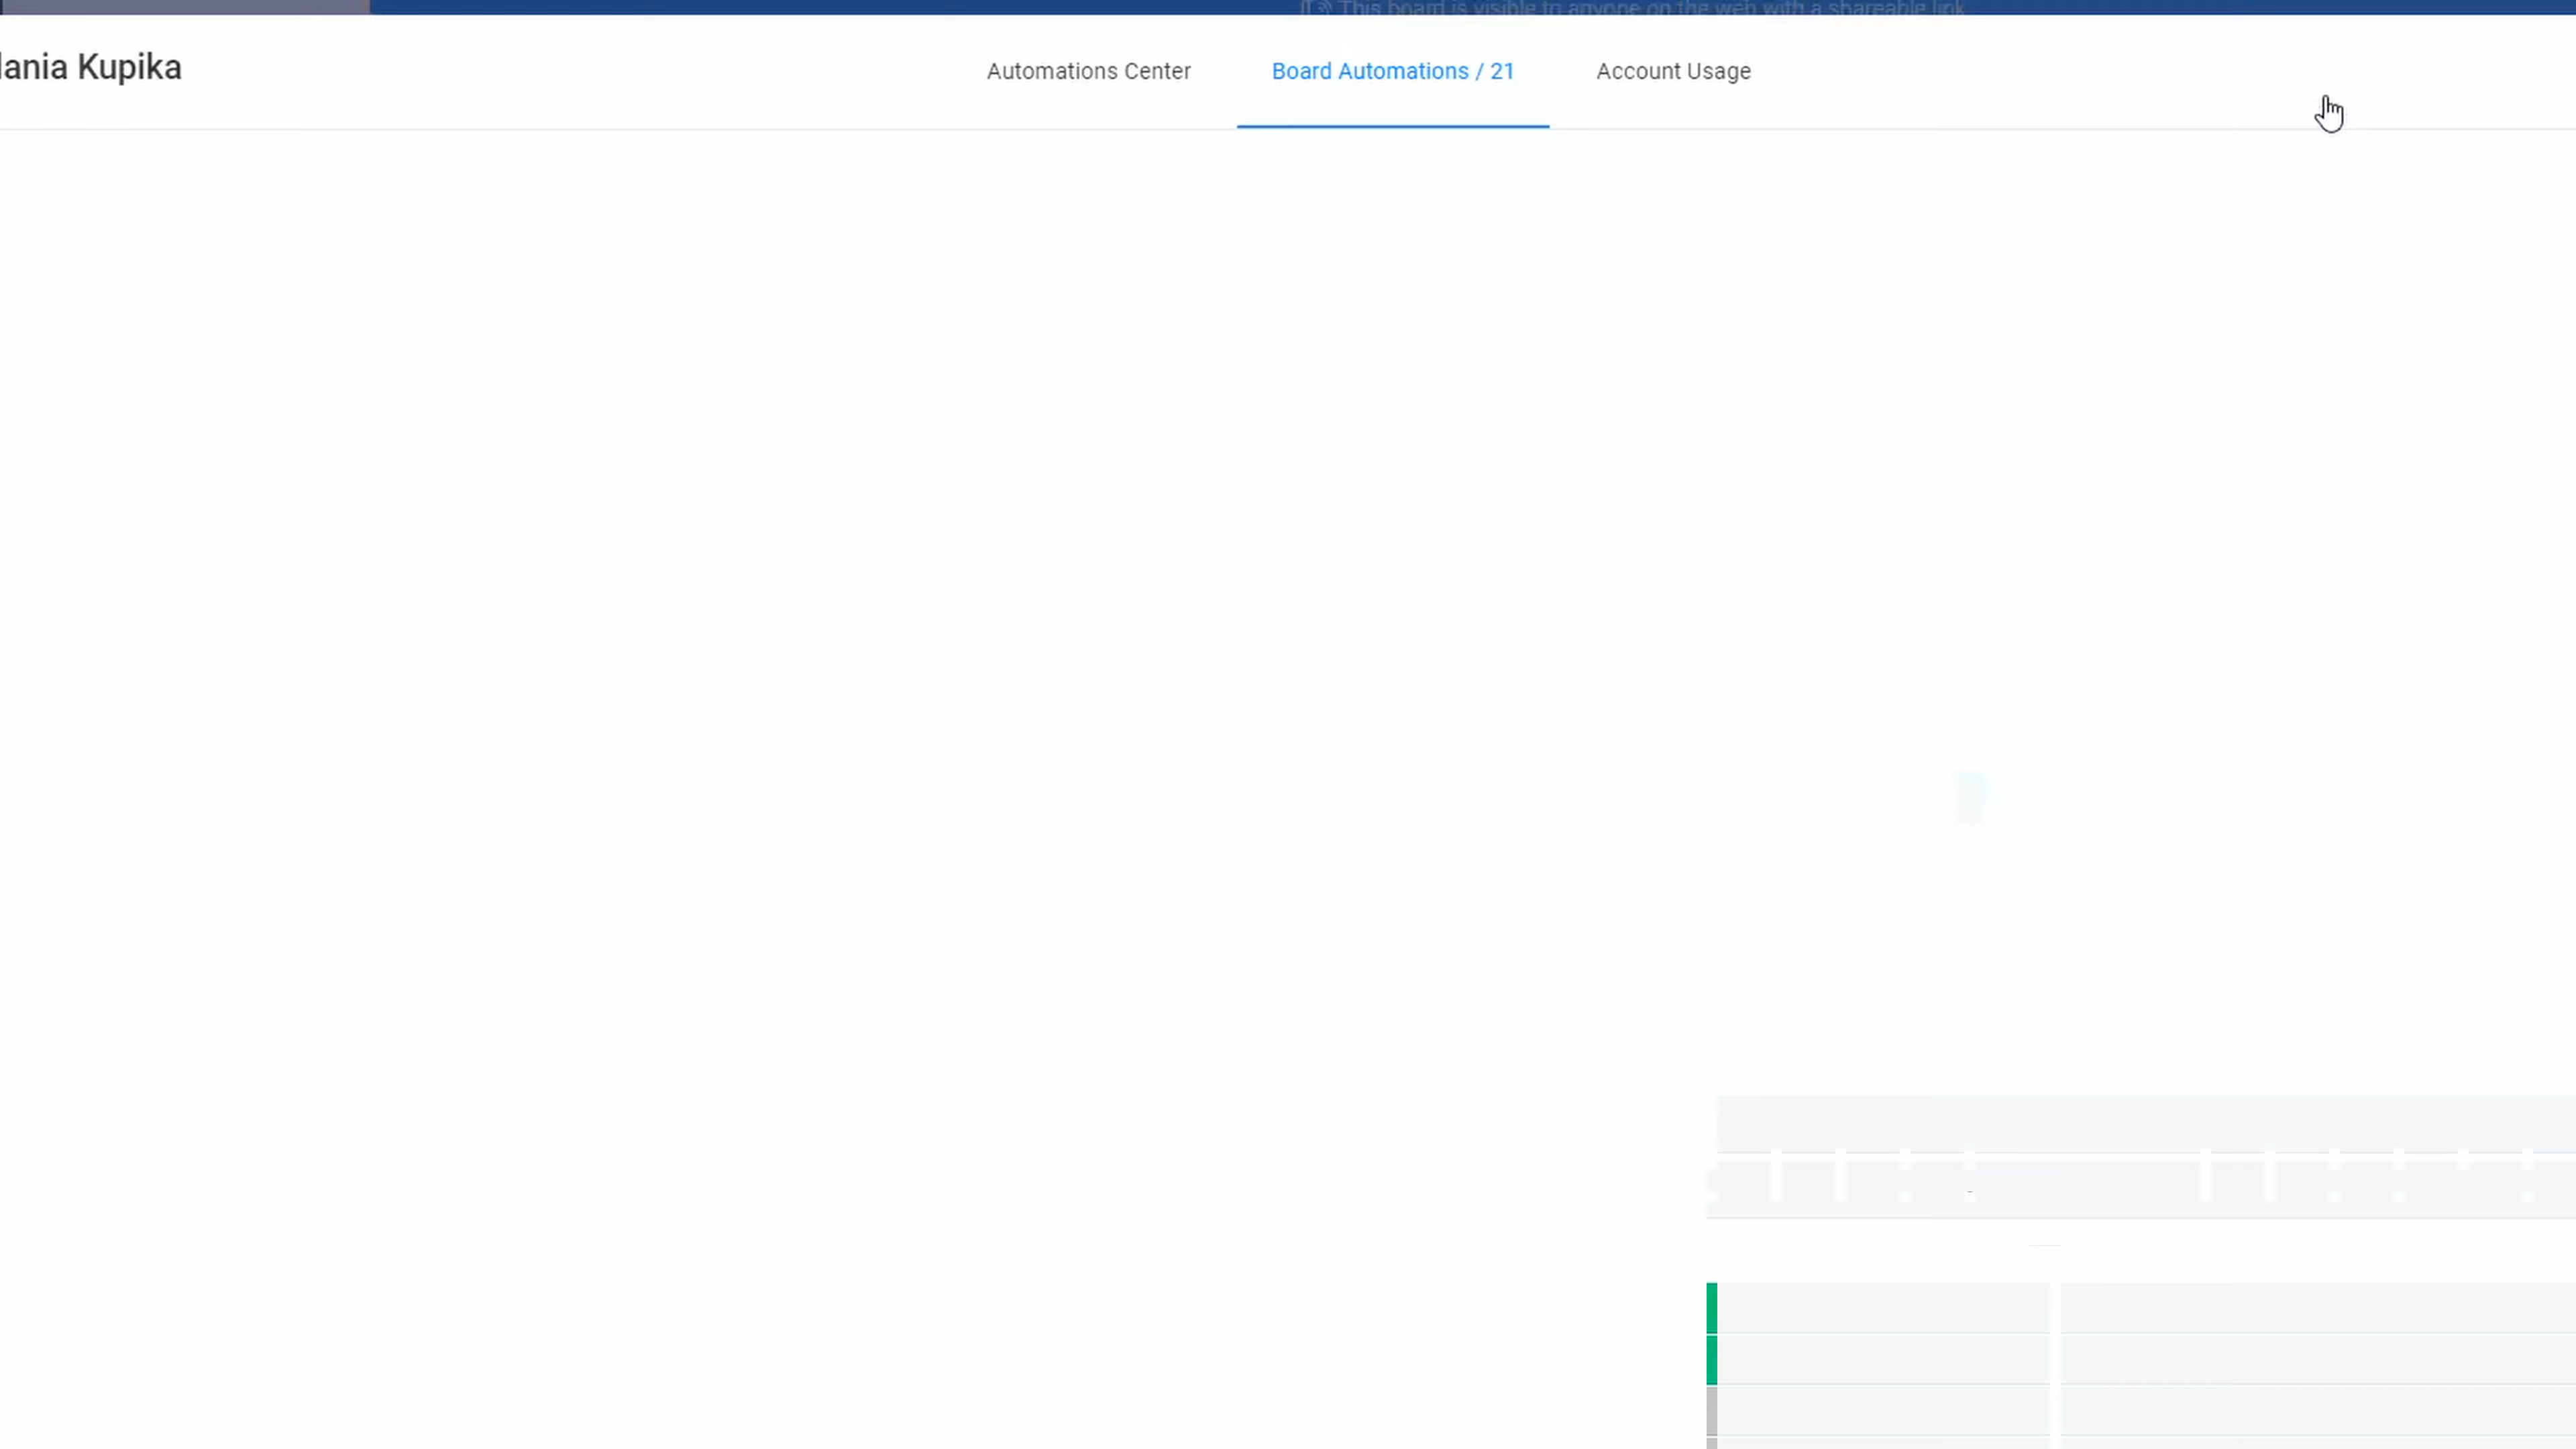 This board is visible to anyone on the web with a shareable link
lania Kupika
Automations Center
Board Automations / 21
Account Usage